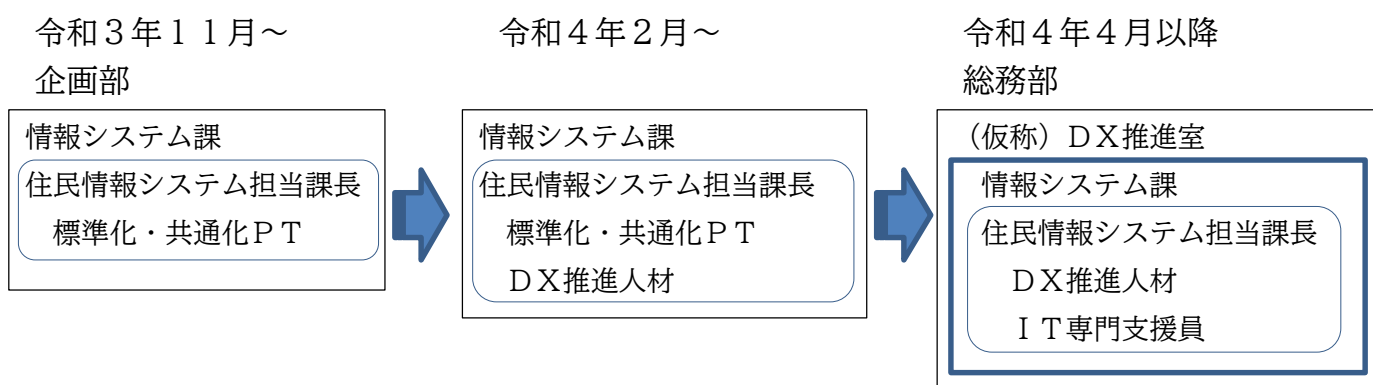 令和３年１１月～
企画部
情報システム課
住民情報システム担当課長
標準化・共通化ＰＴ
令和４年２月～
情報システム課
住民情報システム担当課長
標準化・共通化ＰＴ
ＤＸ推進人材
令和４年４月以降
総務部
（仮称）ＤＸ推進室
情報システム課
住民情報システム担当課長
ＤＸ推進人材
ＩＴ専門支援員